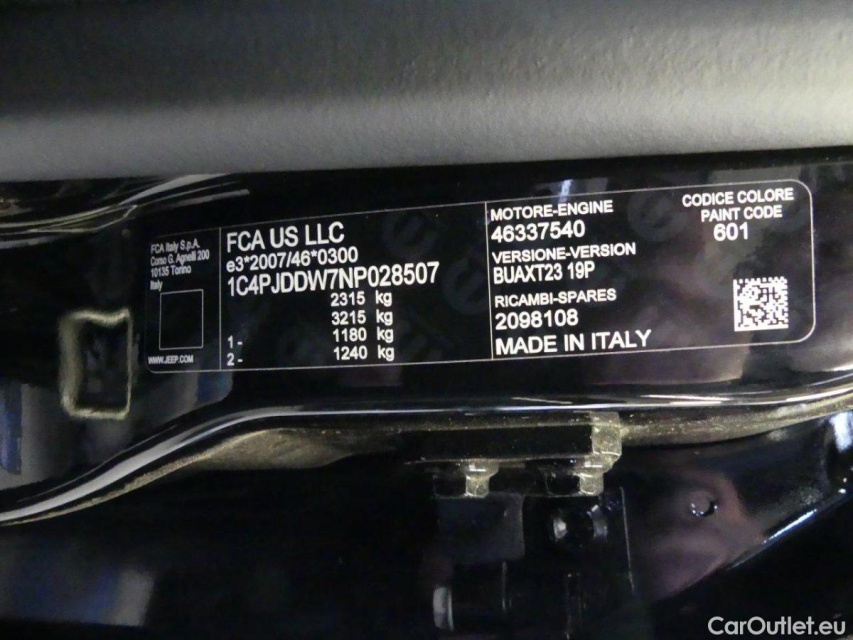 FCA Italy S.p.A.
Corso G. Agnelli 200
10135 Torino
Italy
WWW.JEEP.COM
FCA US LLC
e3*2007/46*0300
1C4PJDDW7NP028507
2315 kg
3215 kg
1- 1180 kg
2- 1240 kg
MOTORE-ENGINE
46337540
VERSIONE-VERSION
BUAXT23 19P
RICAMBI-SPARES
2098108
MADE IN ITALY
CODICE COLORE
PAINT CODE
601
CarOutlet.eu